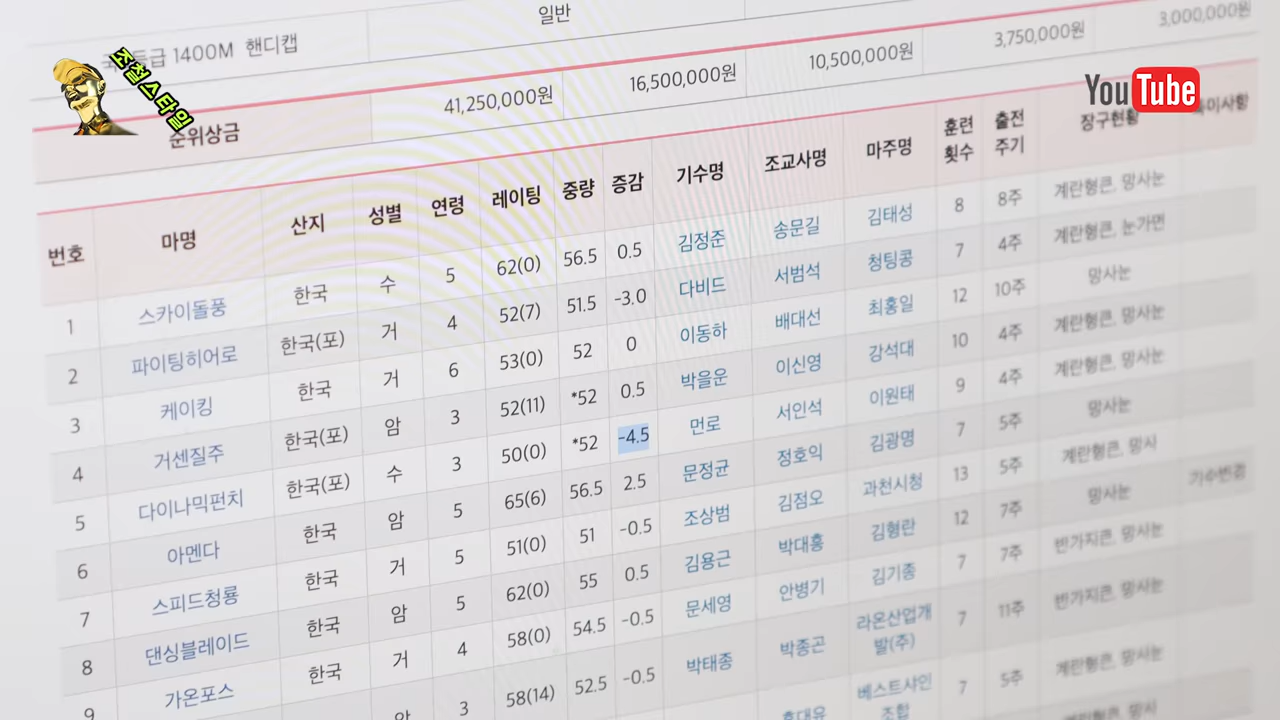 일반
등급 1400M 핸디캡
조철스타일
YouTube
순위상금 41,250,000원 16,500,000원 10,500,000원 3,750,000원 3,000,000원
번호 마명 산지 성별 연령 레이팅 중량 증감 기수명 조교사명 마주명 훈련횟수 출전주기 장구현황
1 스카이돌풍 한국 수 5 62(0) 56.5 0.5 김정준 송문길 김태성 8 8주 계란형큰, 망사눈
2 파이팅히어로 한국(포) 거 4 52(7) 51.5 -3.0 다비드 서범석 청팅콩 7 4주 계란형큰, 눈가면
3 케이킹 한국 거 6 53(0) 52 0 이동하 배대선 최홍일 12 10주 망사눈
4 거센질주 한국(포) 암 3 52(11) *52 0.5 박을운 이신영 강석대 10 4주 계란형큰, 망사눈
5 다이나믹펀치 한국(포) 수 3 50(0) *52 -4.5 먼로 서인석 이원태 9 4주 계란형큰, 망사눈
6 아멘다 한국 암 5 65(6) 56.5 2.5 문정균 정호익 김광명 7 5주 망사눈
7 스피드청룡 한국 거 5 51(0) 51 -0.5 조상범 김점오 과천시청 13 5주 계란형큰, 망사
8 댄싱블레이드 한국 암 5 62(0) 55 0.5 김용근 박대흥 김형란 12 7주 망사눈 기수변경
9 가온포스 한국 거 4 58(0) 54.5 -0.5 문세영 안병기 김기종 7 7주 반가지큰, 망사눈
암 3 58(14) 52.5 -0.5 박태종 박종곤 라온산업개발(주) 7 11주 반가지큰, 망사눈
홍대유 베스트샤인조합 7 5주 계란형큰, 망사눈